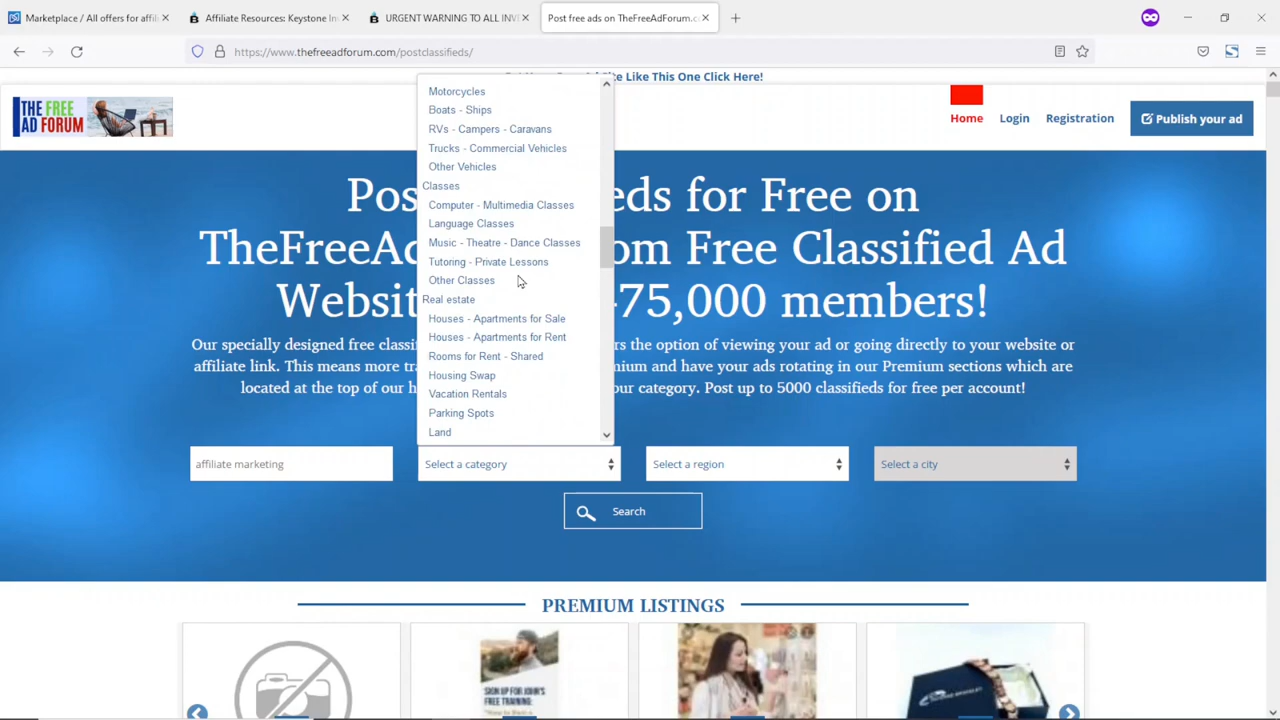 Marketplace / All offers for affili
Affiliate Resources: Keystone In
URGENT WARNING TO ALL INV
Post free ads on TheFreeAdForum.c
https://www.thefreeadforum.com/postclassifieds/
Site Like This One Click Here!
THE FREE
AD FORUM
Home
Login
Registration
Publish your ad
Motorcycles
Boats - Ships
RVs - Campers - Caravans
Trucks - Commercial Vehicles
Other Vehicles
Classes
Computer - Multimedia Classes
Language Classes
Music - Theatre - Dance Classes
Tutoring - Private Lessons
Other Classes
Real estate
Houses - Apartments for Sale
Houses - Apartments for Rent
Rooms for Rent - Shared
Housing Swap
Vacation Rentals
Parking Spots
Land
Pos eds for Free on
TheFreeAd om Free Classified Ad
Websit 75,000 members!
Our specially designed free classif rs the option of viewing your ad or going directly to your website or
affiliate link. This means more tra remium and have your ads rotating in our Premium sections which are
located at the top of our h our category. Post up to 5000 classifieds for free per account!
affiliate marketing
Select a category
Select a region
Select a city
Search
PREMIUM LISTINGS
SIGN UP FOR JOHN'S
FREE TRAINING: